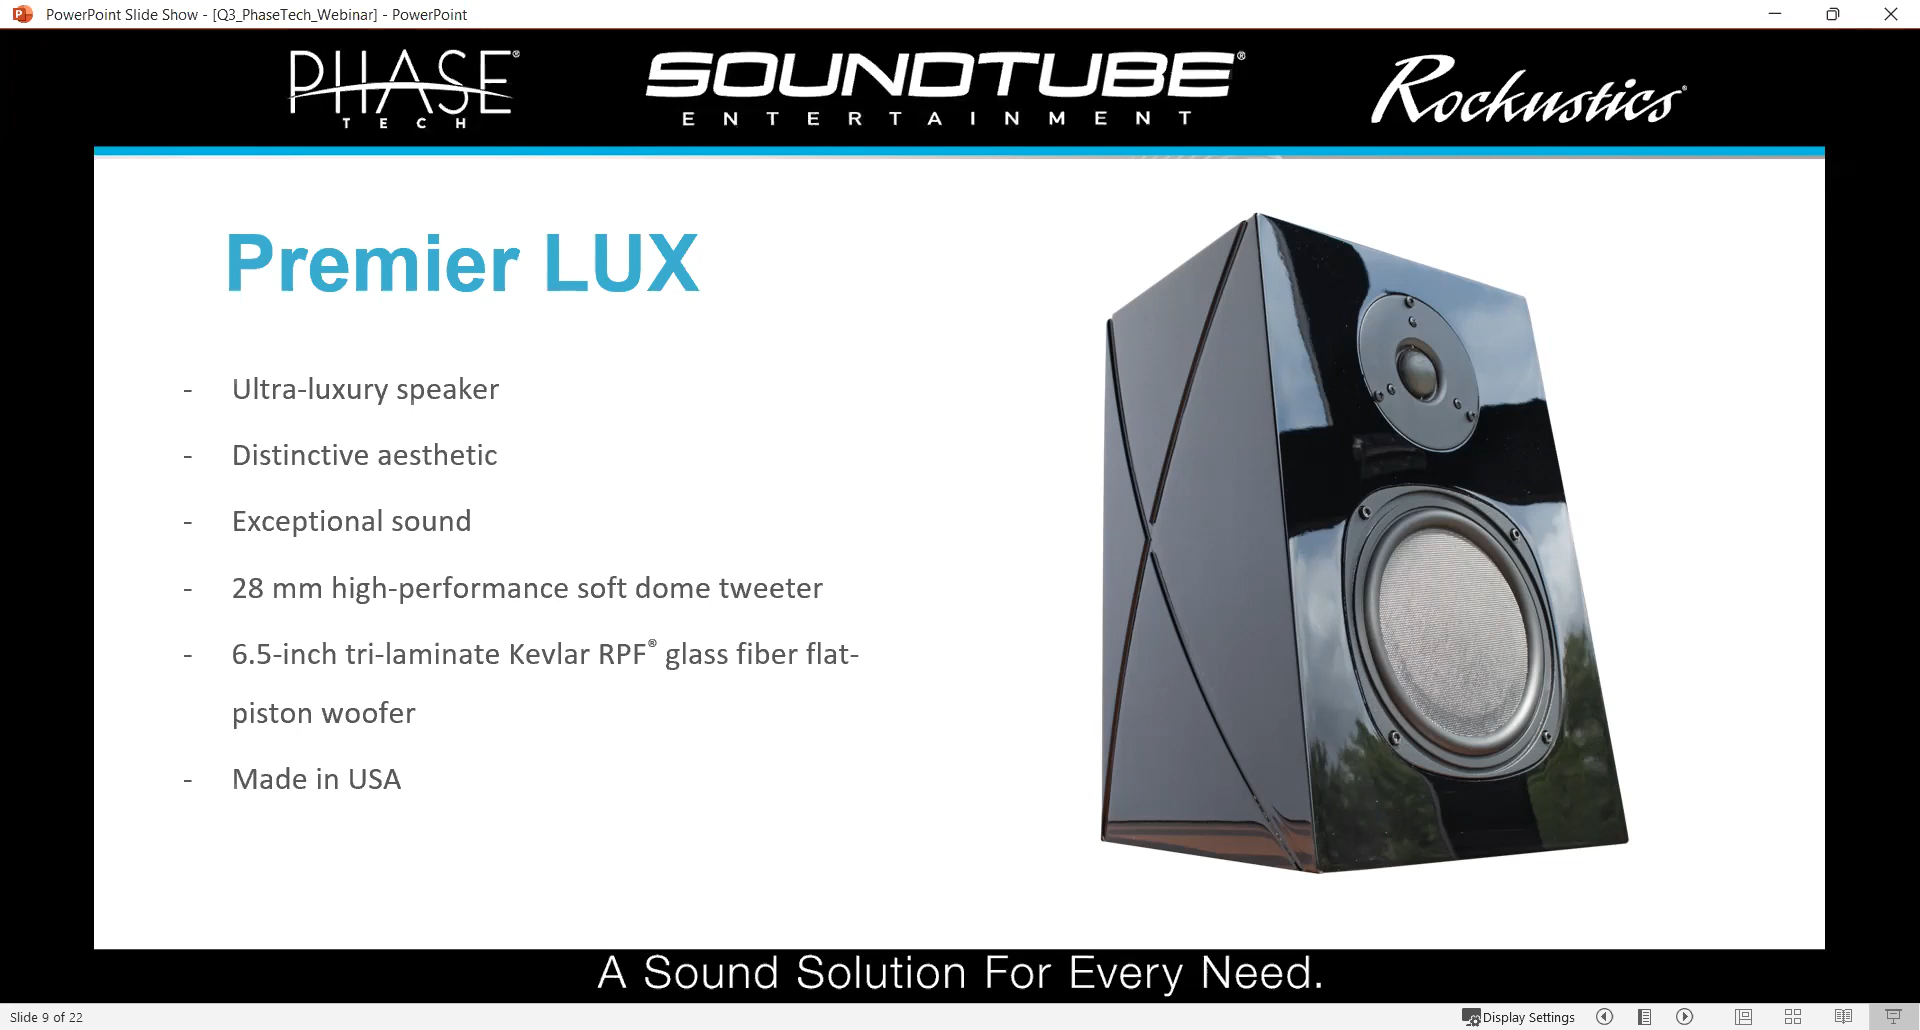 PowerPoint Slide Show - [Q3_PhaseTech_Webinar] - PowerPoint
PHASE®
TECH
SOUNDTUBE®
ENTERTAINMENT
Rockustics®
Premier LUX
- Ultra-luxury speaker
- Distinctive aesthetic
- Exceptional sound
- 28 mm high-performance soft dome tweeter
- 6.5-inch tri-laminate Kevlar RPF® glass fiber flat-
piston woofer
- Made in USA
A Sound Solution For Every Need.
Slide 9 of 22
Display Settings